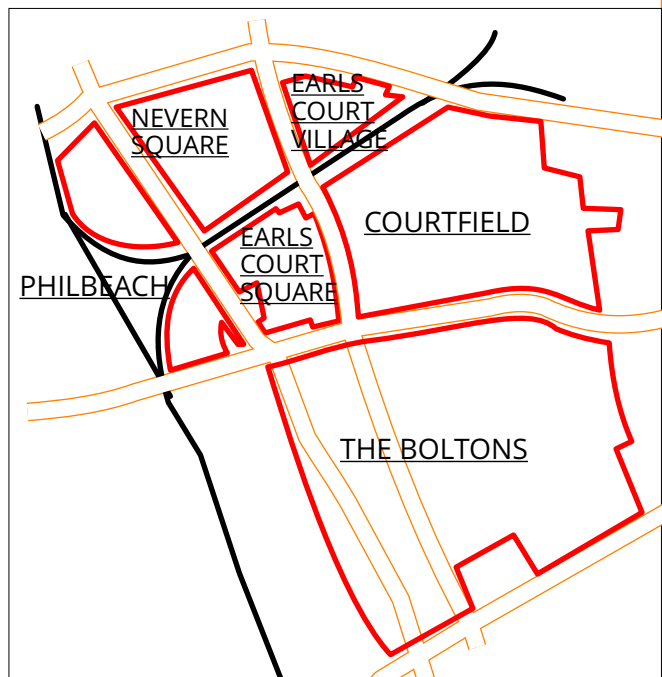 EARLS
COURT
VILLAGE
NEVERN
SQUARE
COURTFIELD
EARLS
COURT
SQUARE
PHILBEACH
THE BOLTONS